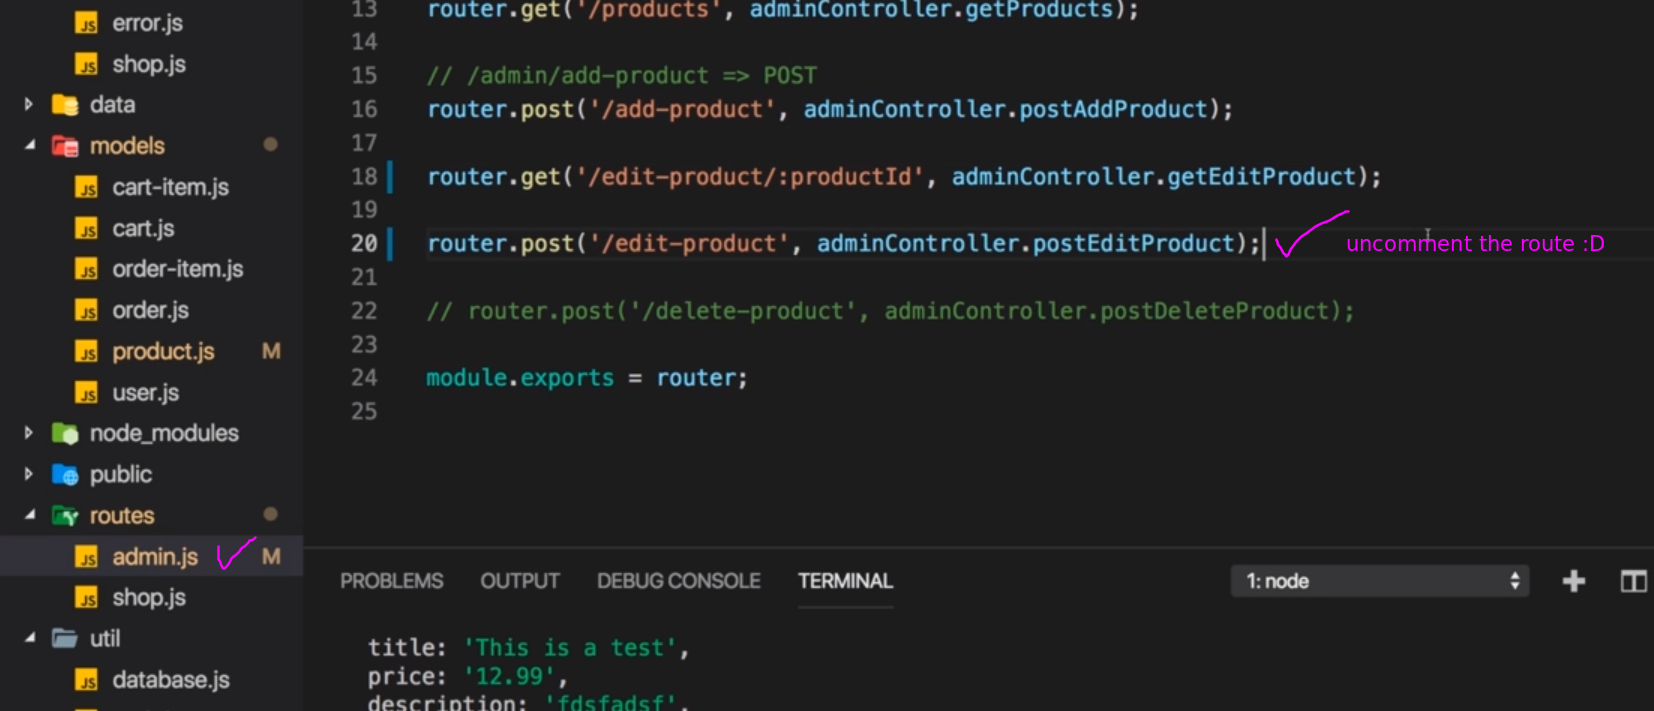 error.js
shop.js
data
models
cart-item.js
cart.js
order-item.js
order.js
product.js M
user.js
node_modules
public
routes
admin.js M
shop.js
util
database.js
13 router.get('/products', adminController.getProducts);
14
15 // /admin/add-product => POST
16 router.post('/add-product', adminController.postAddProduct);
17
18 router.get('/edit-product/:productId', adminController.getEditProduct);
19
20 router.post('/edit-product', adminController.postEditProduct); uncomment the route :D
21
22 // router.post('/delete-product', adminController.postDeleteProduct);
23
24 module.exports = router;
25
PROBLEMS OUTPUT DEBUG CONSOLE TERMINAL 1: node
title: 'This is a test',
price: '12.99',
description: 'fdsfadsf',